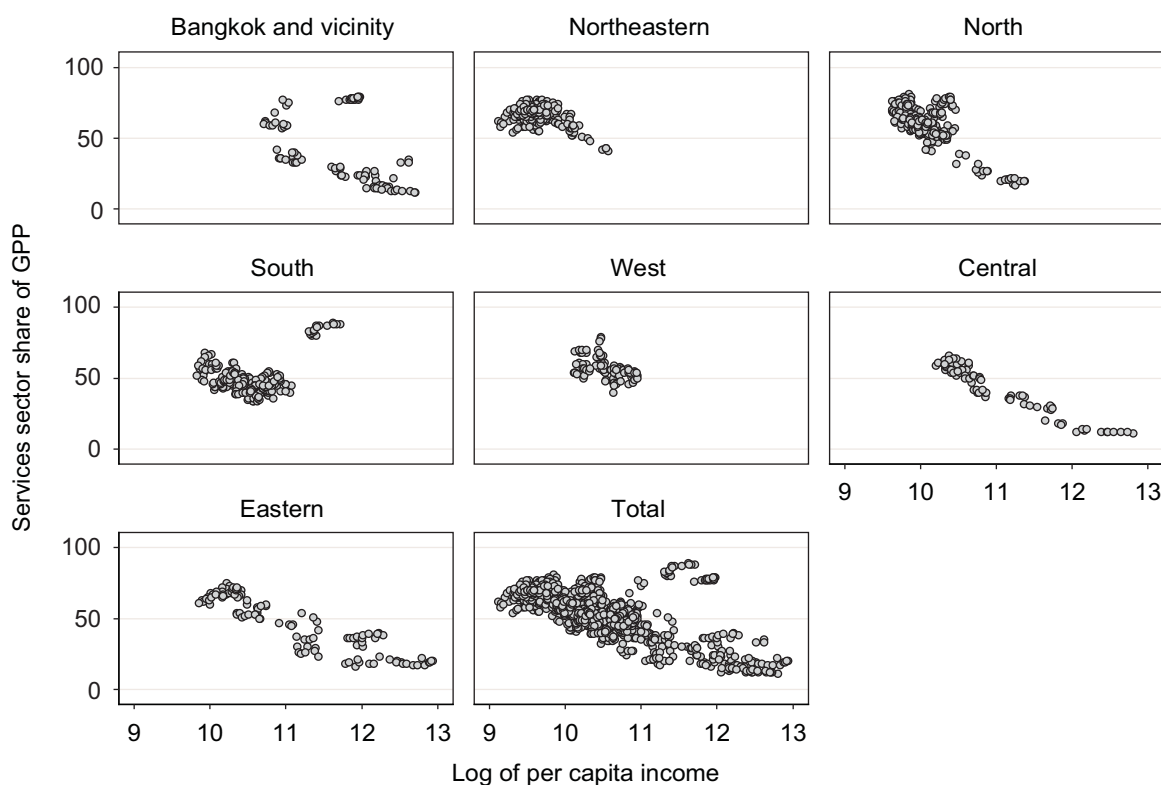 Bangkok and vicinity Northeastern North
100
50
0
South West Central
100
50
0
9 10 11 12 13
Eastern Total
100
50
0
9 10 11 12 13 9 10 11 12 13
Log of per capita income
Services sector share of GPP